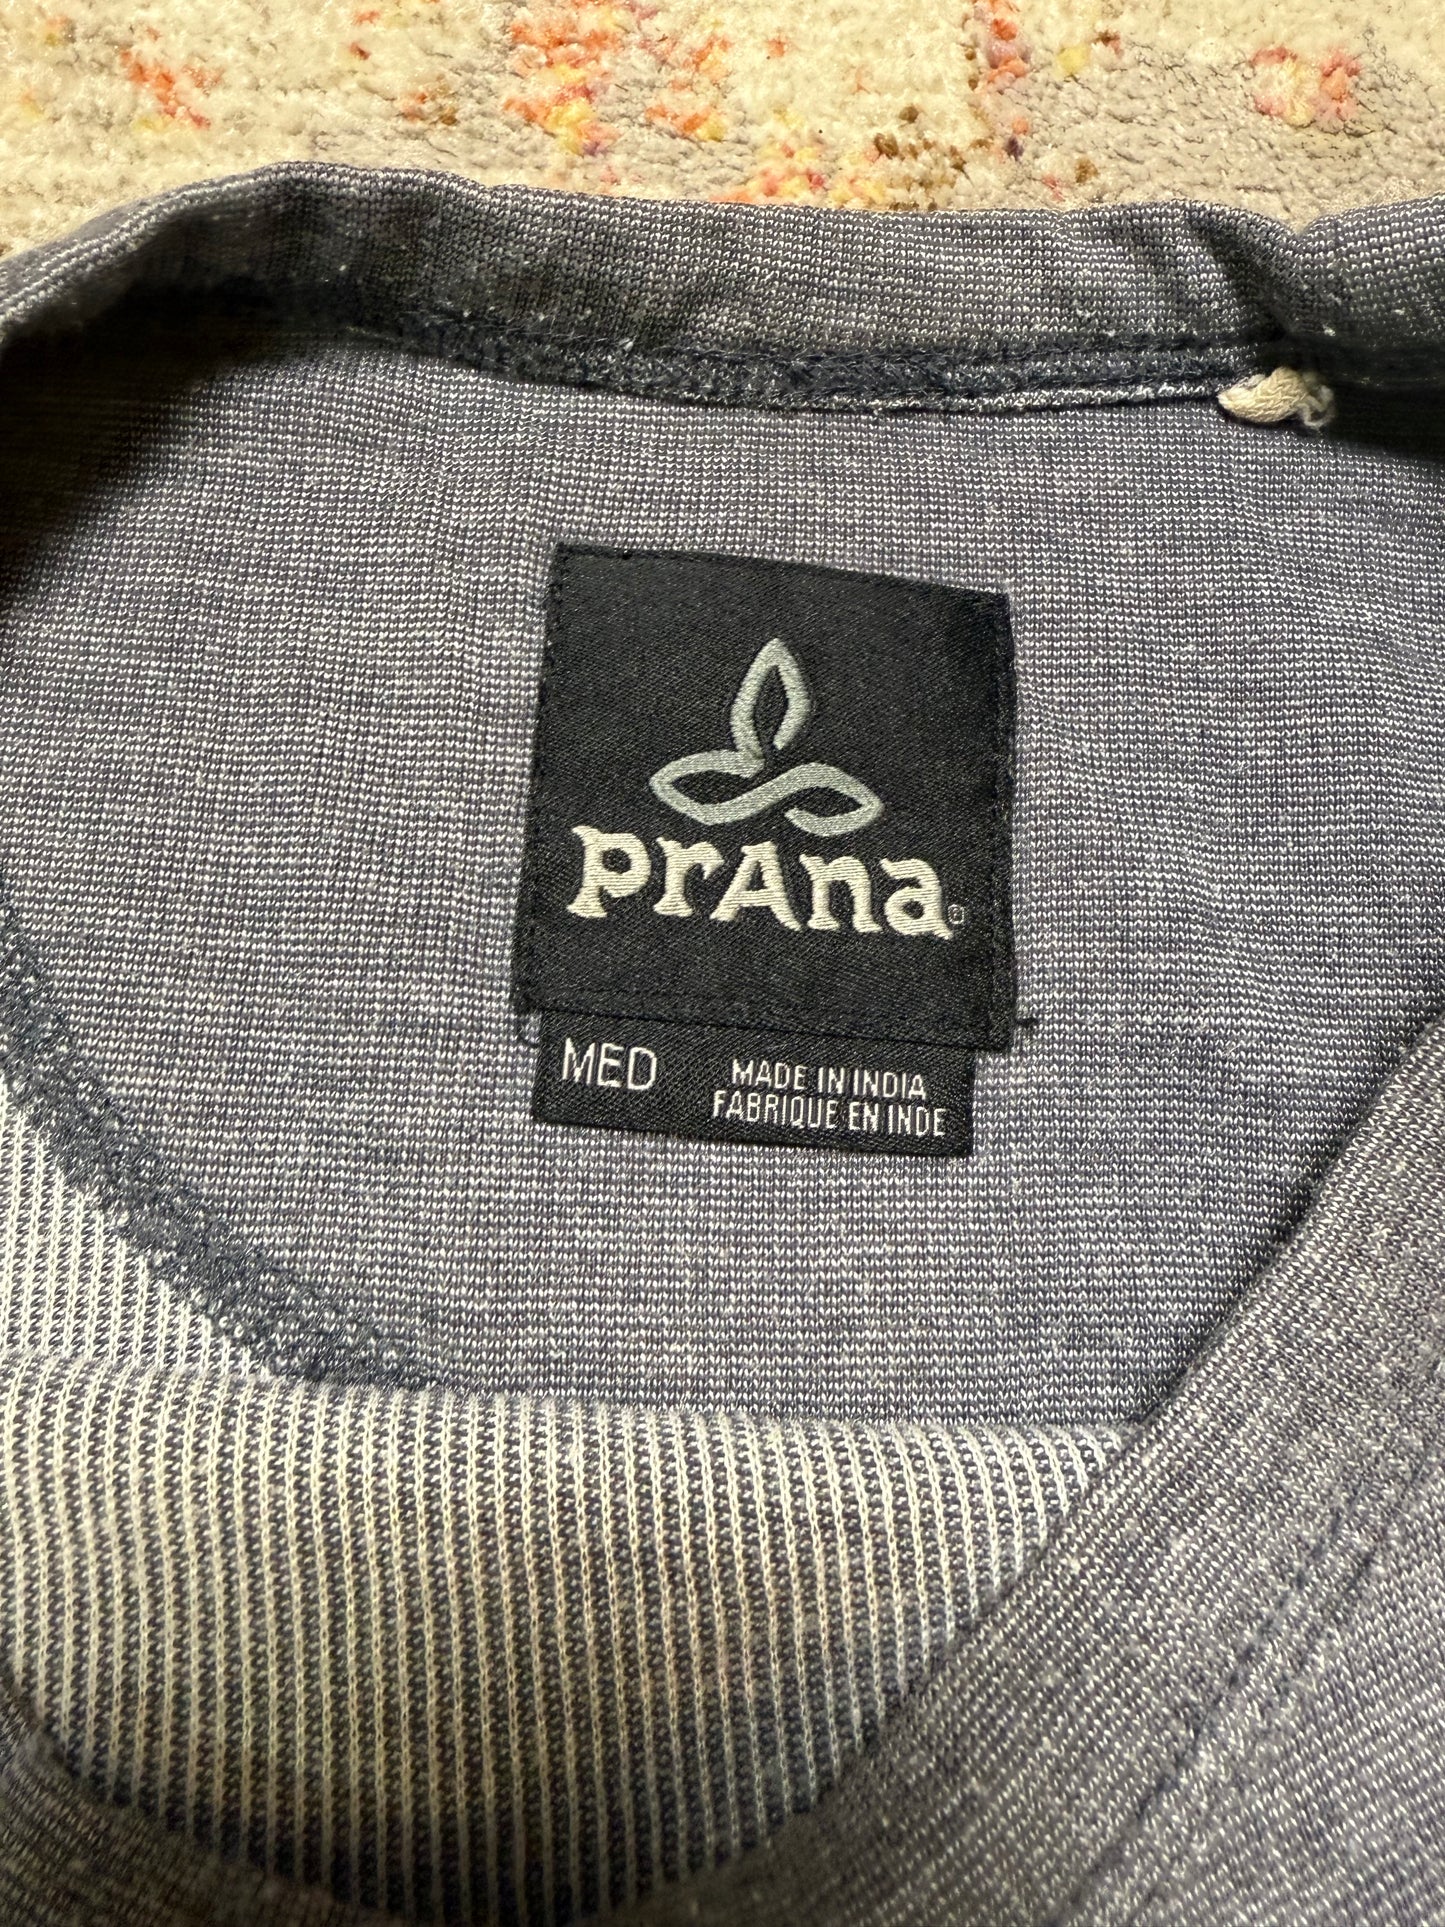 prAna®
MED
MADE IN INDIA
FABRIQUE EN INDE